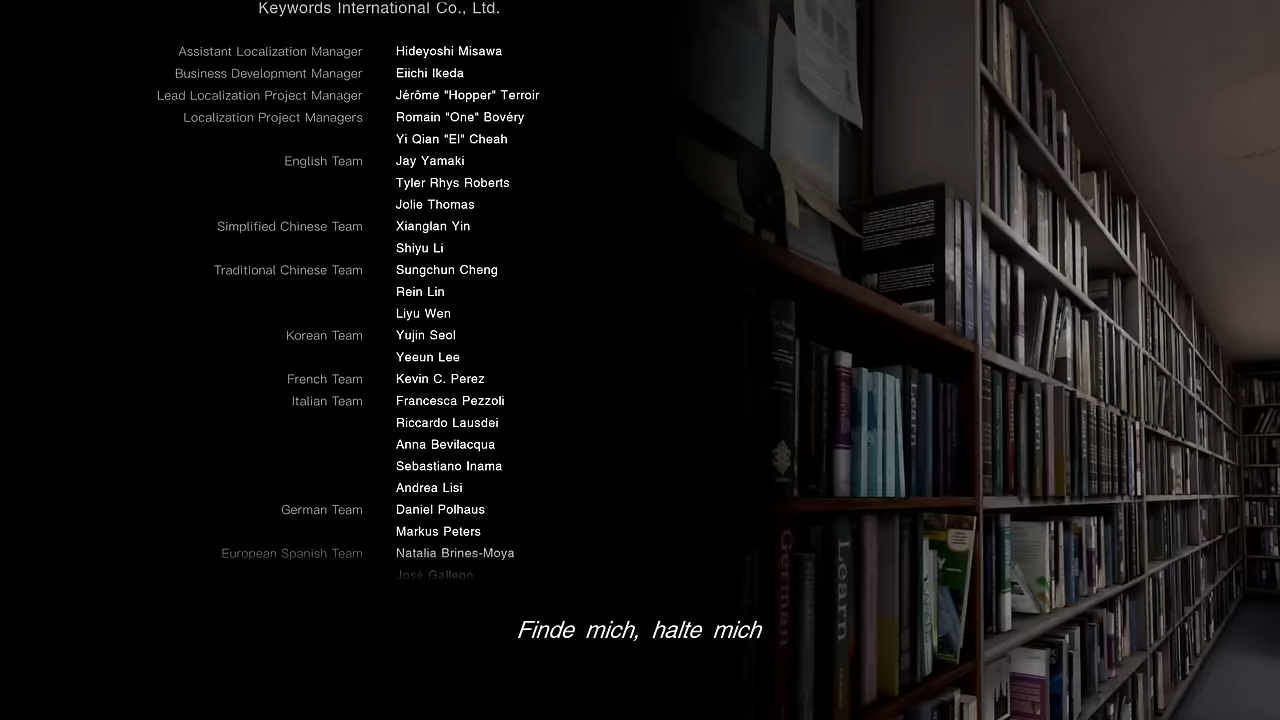 Keywords International Co., Ltd.
Assistant Localization Manager Hideyoshi Misawa
Business Development Manager Eiichi Ikeda
Lead Localization Project Manager Jérôme "Hopper" Terroir
Localization Project Managers Romain "One" Bovéry
Yi Qian "El" Cheah
English Team Jay Yamaki
Tyler Rhys Roberts
Jolie Thomas
Simplified Chinese Team Xianglan Yin
Shiyu Li
Traditional Chinese Team Sungchun Cheng
Rein Lin
Liyu Wen
Korean Team Yujin Seol
Yeeun Lee
French Team Kevin C. Perez
Italian Team Francesca Pezzoli
Riccardo Lausdei
Anna Bevilacqua
Sebastiano Inama
Andrea Lisi
German Team Daniel Polhaus
Markus Peters
European Spanish Team Natalia Brines-Moya
José Gallego
Finde mich, halte mich
German
Learn